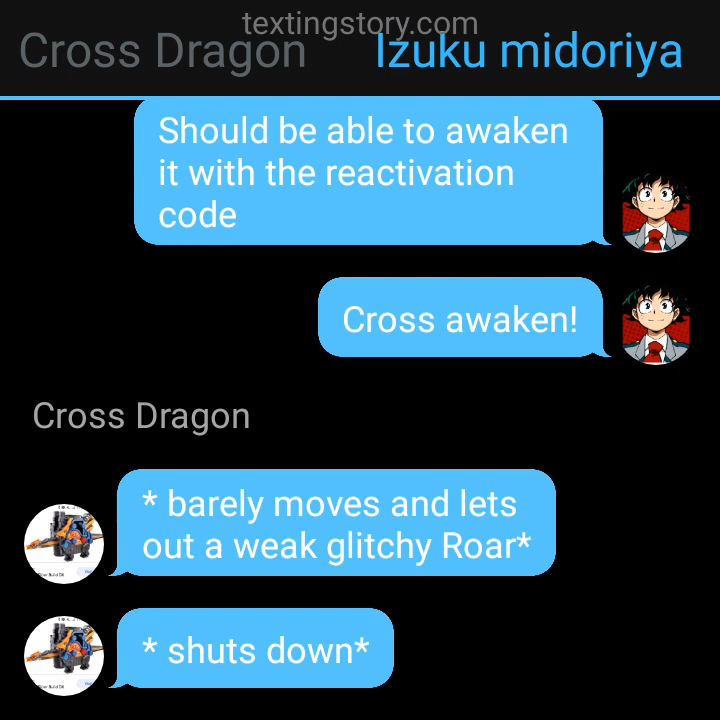 textingstory.com
Cross Dragon
Izuku midoriya
Should be able to awaken
it with the reactivation
code
Cross awaken!
Cross Dragon
* barely moves and lets
out a weak glitchy Roar*
* shuts down*